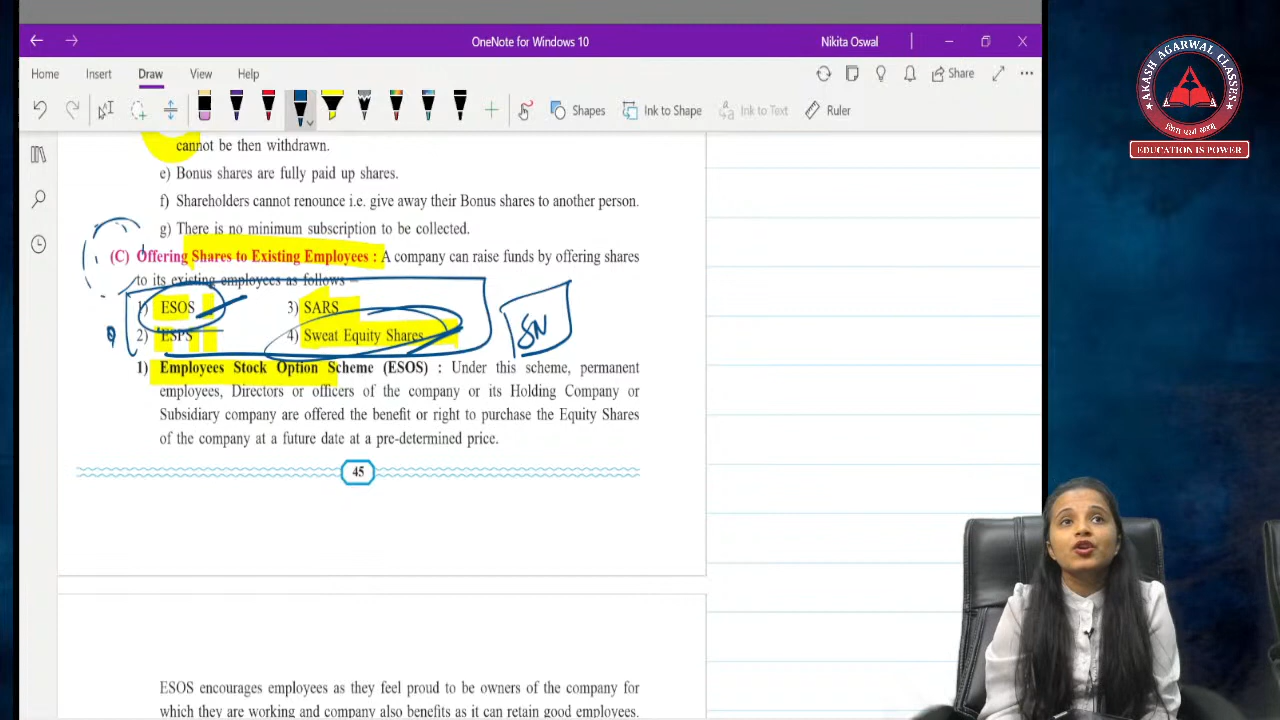 OneNote for Windows 10
Nikita Oswal
Home Insert Draw View Help
Share
Shapes Ink to Shape Ink to Text Ruler
AKASH AGARWAL CLASSES
EDUCATION IS POWER
cannot be then withdrawn.
e) Bonus shares are fully paid up shares.
f) Shareholders cannot renounce i.e. give away their Bonus shares to another person.
g) There is no minimum subscription to be collected.
(C) Offering Shares to Existing Employees : A company can raise funds by offering shares
to its existing employees as follows –
1) ESOS 3) SARS
2) ESPS 4) Sweat Equity Shares
SN
1) Employees Stock Option Scheme (ESOS) : Under this scheme, permanent
employees, Directors or officers of the company or its Holding Company or
Subsidiary company are offered the benefit or right to purchase the Equity Shares
of the company at a future date at a pre-determined price.
45
ESOS encourages employees as they feel proud to be owners of the company for
which they are working and company also benefits as it can retain good employees.